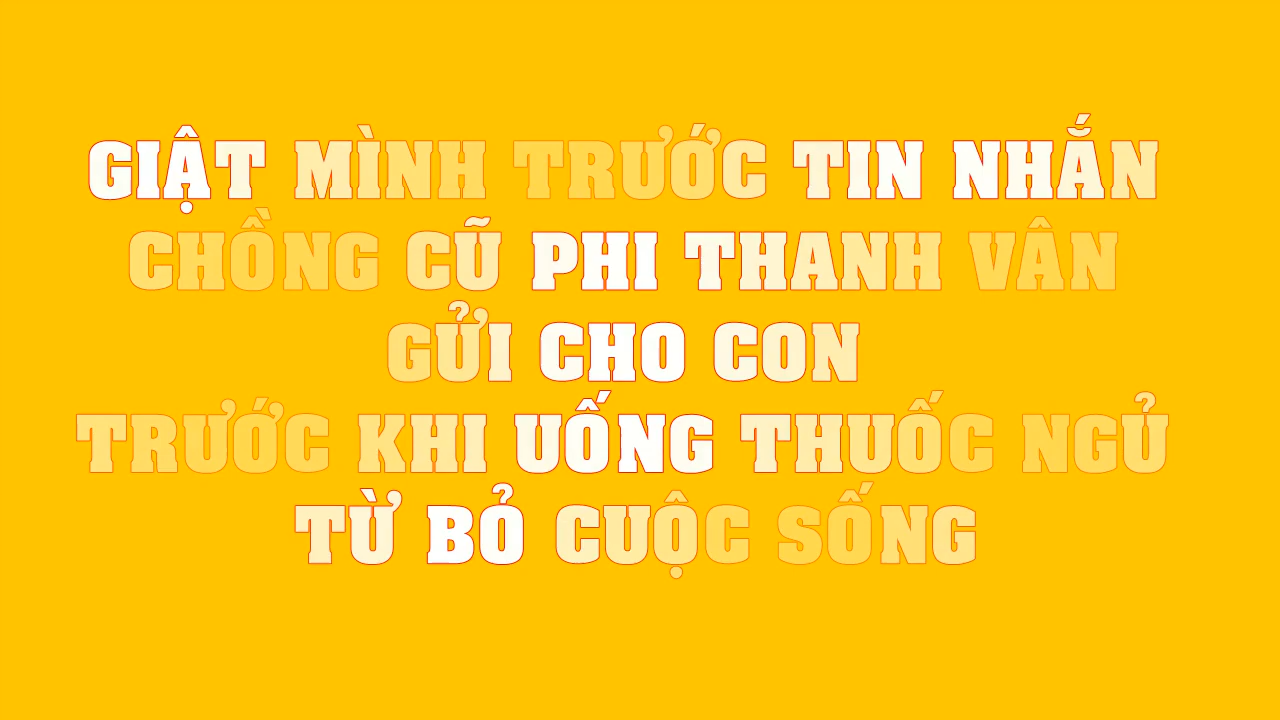 GIẬT MÌNH TRƯỚC TIN NHẮN
CHỒNG CŨ PHI THANH VÂN
GỬI CHO CON
TRƯỚC KHI UỐNG THUỐC NGỦ
TỪ BỎ CUỘC SỐNG